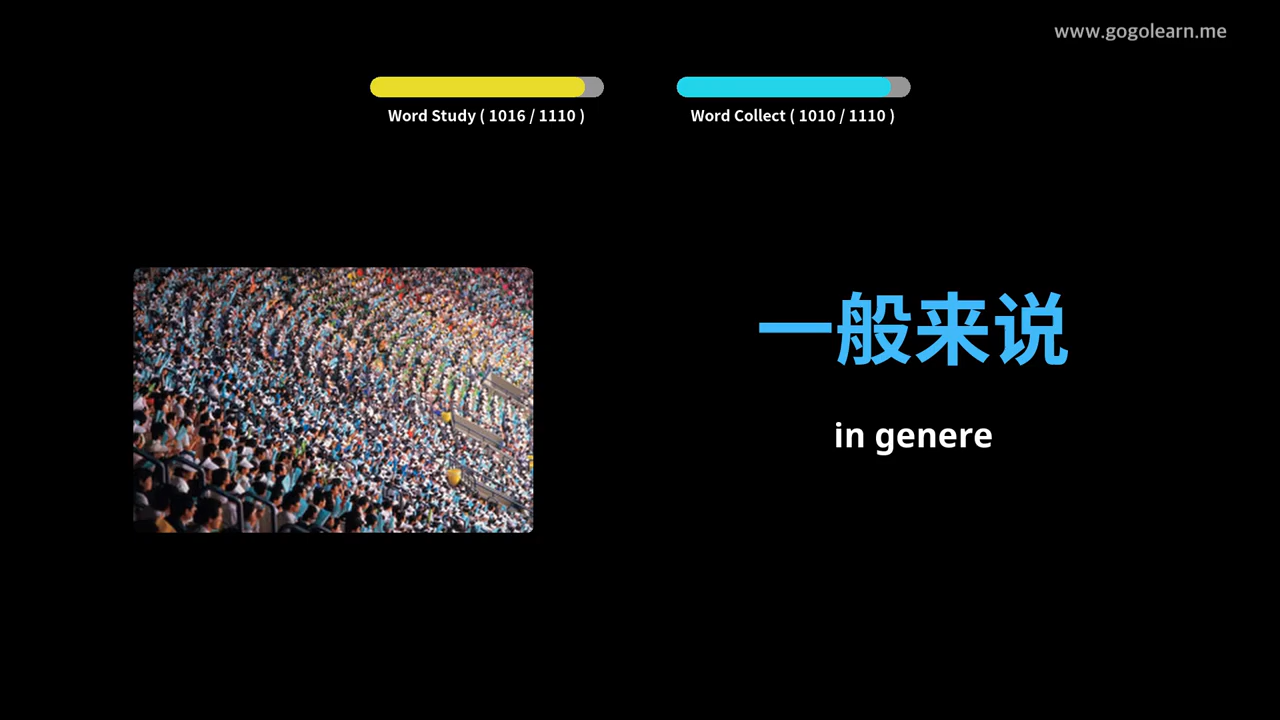 www.gogolearn.me
Word Study ( 1016 / 1110 )
Word Collect ( 1010 / 1110 )
一般来说
in genere